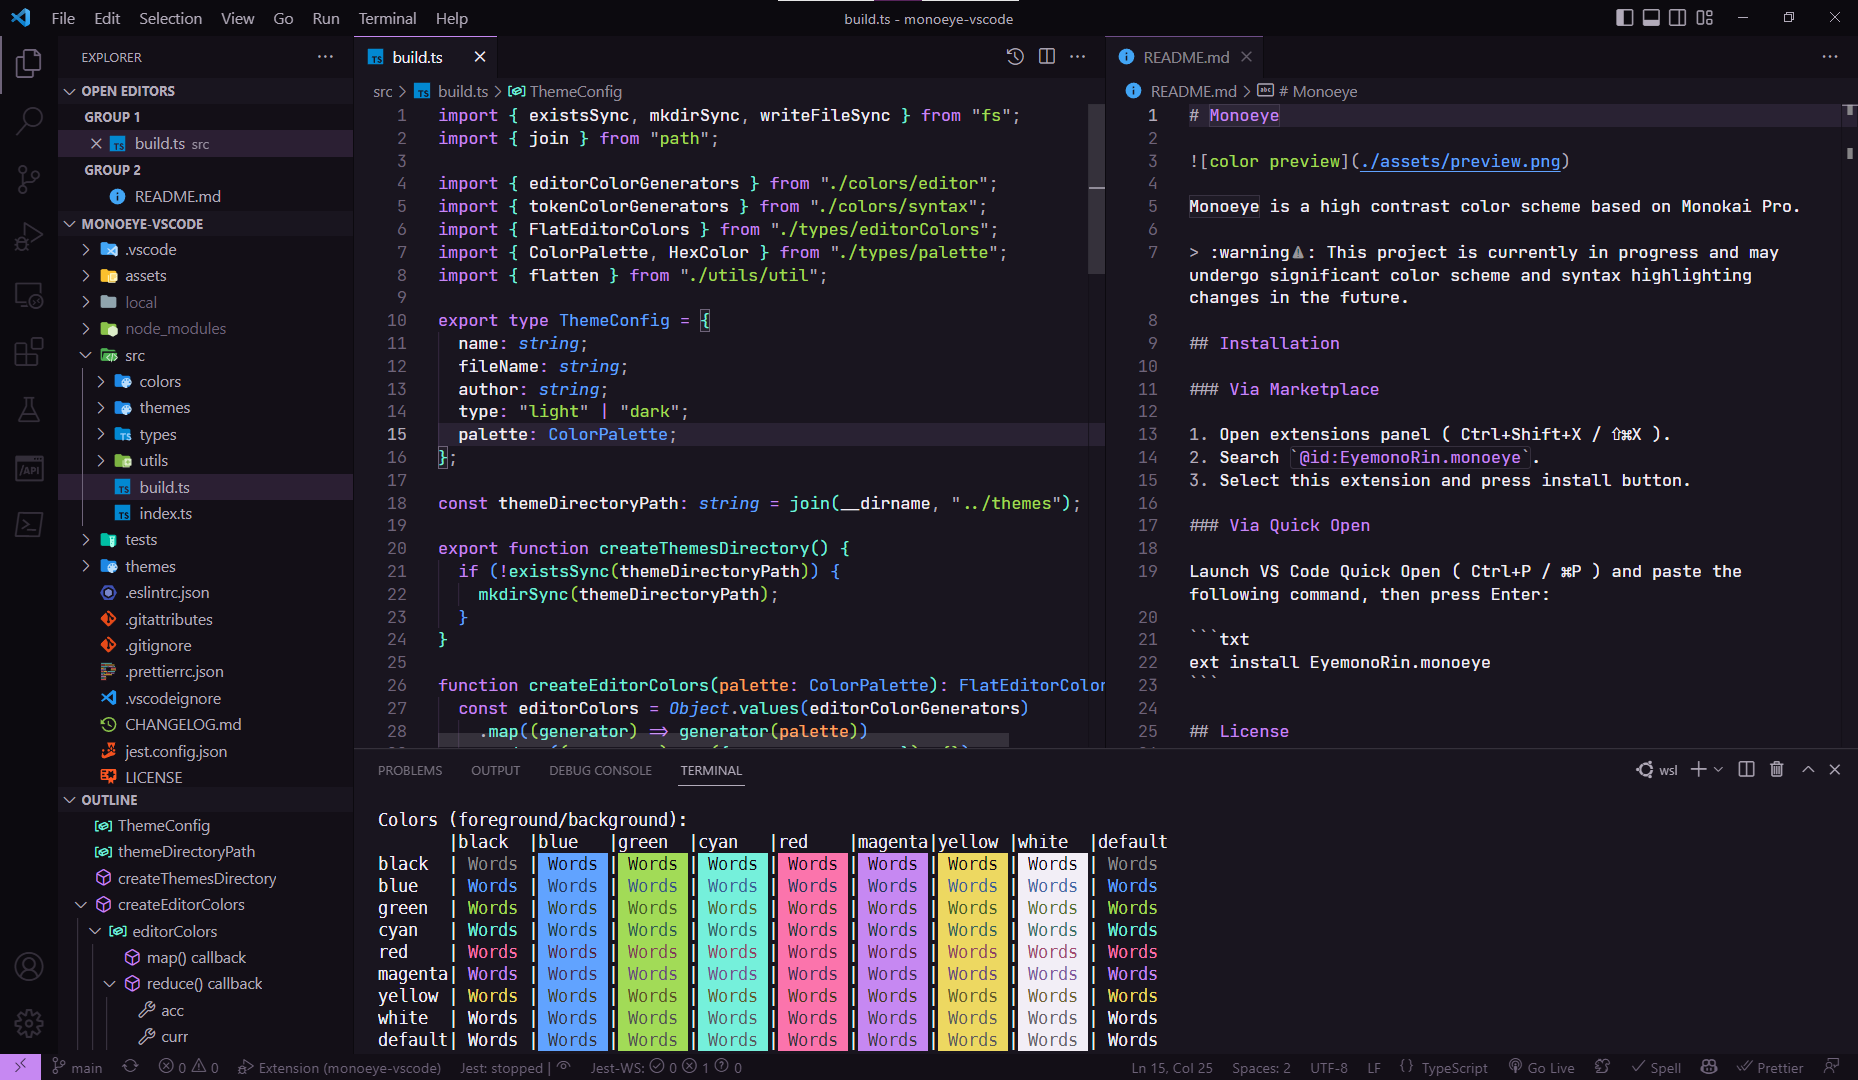 File Edit Selection View Go Run Terminal Help
build.ts - monoeye-vscode
EXPLORER
OPEN EDITORS
GROUP 1
build.ts src
GROUP 2
README.md
MONOEYE-VSCODE
.vscode
assets
local
node_modules
src
colors
themes
types
utils
build.ts
index.ts
tests
themes
.eslintrc.json
.gitattributes
.gitignore
.prettierrc.json
.vscodeignore
CHANGELOG.md
jest.config.json
LICENSE
OUTLINE
ThemeConfig
themeDirectoryPath
createThemesDirectory
createEditorColors
editorColors
map() callback
reduce() callback
acc
curr
build.ts
src > build.ts > ThemeConfig
1 import { existsSync, mkdirSync, writeFileSync } from "fs";
2 import { join } from "path";
3
4 import { editorColorGenerators } from "./colors/editor";
5 import { tokenColorGenerators } from "./colors/syntax";
6 import { FlatEditorColors } from "./types/editorColors";
7 import { ColorPalette, HexColor } from "./types/palette";
8 import { flatten } from "./utils/util";
9
10 export type ThemeConfig = {
11 name: string;
12 fileName: string;
13 author: string;
14 type: "light" | "dark";
15 palette: ColorPalette;
16 };
17
18 const themeDirectoryPath: string = join(__dirname, "../themes");
19
20 export function createThemesDirectory() {
21 if (!existsSync(themeDirectoryPath)) {
22 mkdirSync(themeDirectoryPath);
23 }
24 }
25
26 function createEditorColors(palette: ColorPalette): FlatEditorColor
27 const editorColors = Object.values(editorColorGenerators)
28 .map((generator) => generator(palette))
README.md
README.md > # Monoeye
1 # Monoeye
2
3 ![color preview](./assets/preview.png)
4
5 Monoeye is a high contrast color scheme based on Monokai Pro.
6
7 > :warning⚠: This project is currently in progress and may
undergo significant color scheme and syntax highlighting
changes in the future.
8
9 ## Installation
10
11 ### Via Marketplace
12
13 1. Open extensions panel ( Ctrl+Shift+X / ⇧⌘X ).
14 2. Search `@id:EyemonoRin.monoeye`.
15 3. Select this extension and press install button.
16
17 ### Via Quick Open
18
19 Launch VS Code Quick Open ( Ctrl+P / ⌘P ) and paste the
following command, then press Enter:
20
21 ```txt
22 ext install EyemonoRin.monoeye
23 ```
24
25 ## License
PROBLEMS OUTPUT DEBUG CONSOLE TERMINAL
wsl
Colors (foreground/background):
|black |blue |green |cyan |red |magenta|yellow |white |default
black | Words | Words | Words | Words | Words | Words | Words | Words | Words
blue | Words | Words | Words | Words | Words | Words | Words | Words | Words
green | Words | Words | Words | Words | Words | Words | Words | Words | Words
cyan | Words | Words | Words | Words | Words | Words | Words | Words | Words
red | Words | Words | Words | Words | Words | Words | Words | Words | Words
magenta| Words | Words | Words | Words | Words | Words | Words | Words | Words
yellow | Words | Words | Words | Words | Words | Words | Words | Words | Words
white | Words | Words | Words | Words | Words | Words | Words | Words | Words
default| Words | Words | Words | Words | Words | Words | Words | Words | Words
main 0 0 Extension (monoeye-vscode) Jest: stopped | Jest-WS: 0 1 0 Ln 15, Col 25 Spaces: 2 UTF-8 LF {} TypeScript Go Live Spell Prettier